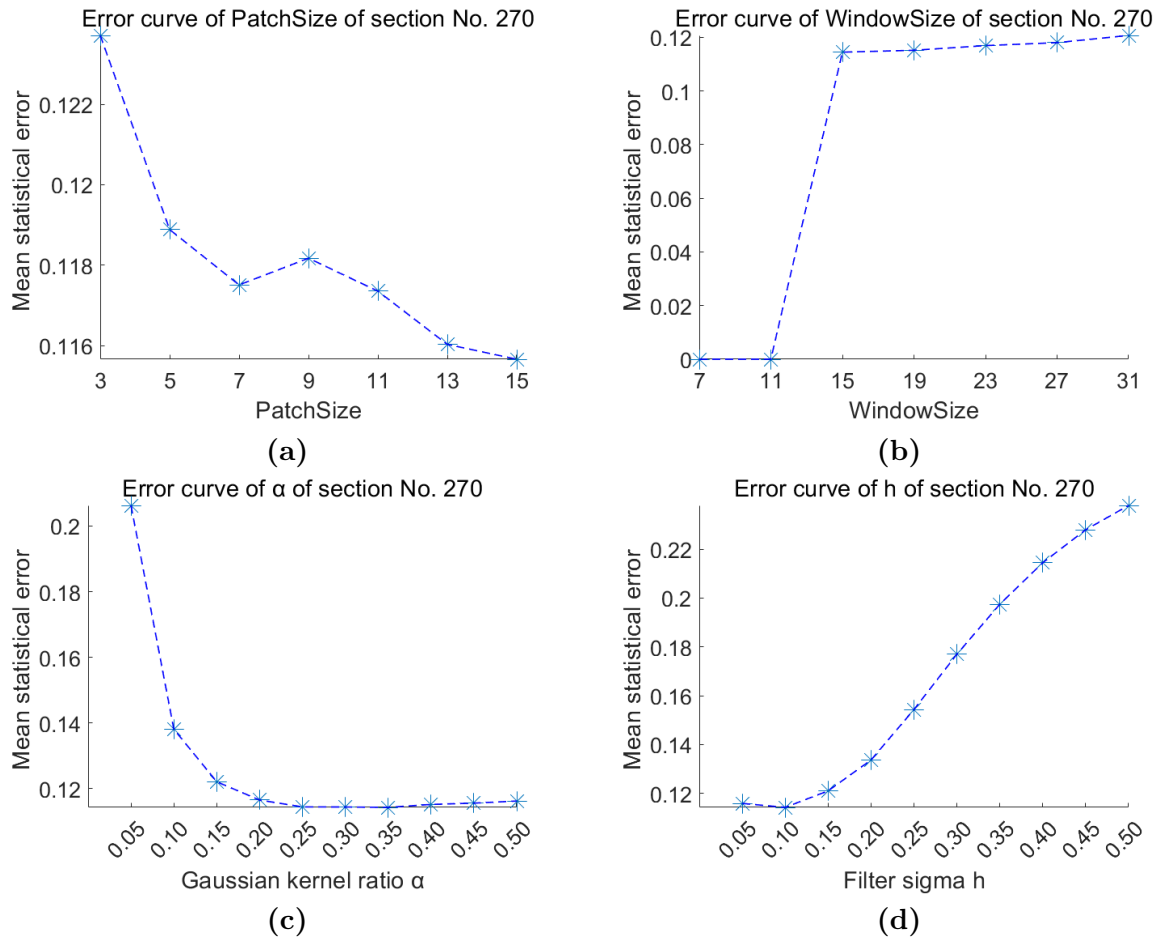 Error curve of PatchSize of section No. 270
Mean statistical error
0.122
0.12
0.118
0.116
3 5 7 9 11 13 15
PatchSize
(a)
Error curve of WindowSize of section No. 270
Mean statistical error
0.12
0.1
0.08
0.06
0.04
0.02
0
7 11 15 19 23 27 31
WindowSize
(b)
Error curve of α of section No. 270
Mean statistical error
0.2
0.18
0.16
0.14
0.12
0.05 0.10 0.15 0.20 0.25 0.30 0.35 0.40 0.45 0.50
Gaussian kernel ratio α
(c)
Error curve of h of section No. 270
Mean statistical error
0.22
0.2
0.18
0.16
0.14
0.12
0.05 0.10 0.15 0.20 0.25 0.30 0.35 0.40 0.45 0.50
Filter sigma h
(d)